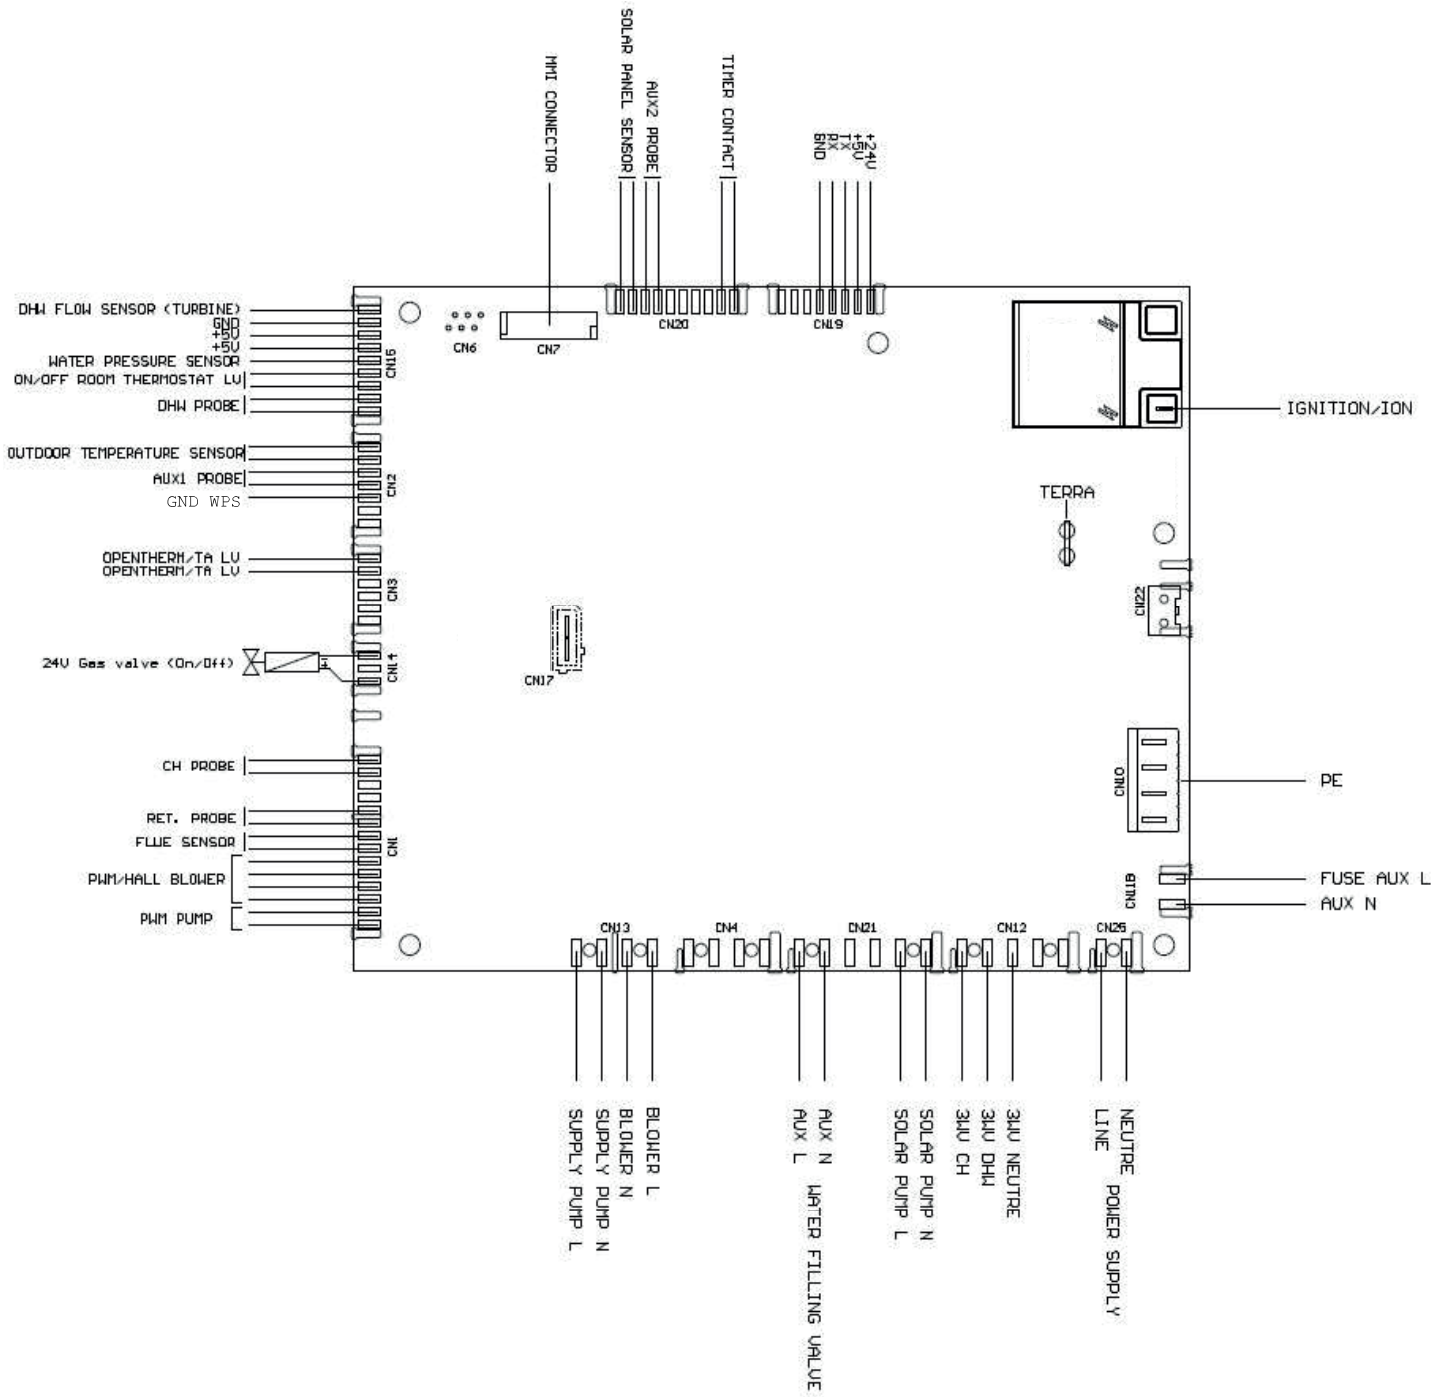 MMI CONNECTOR
SOLAR PANEL SENSOR
AUX2 PROBE
TIMER CONTACT
GND
RX
TX
+5V
+24V
DHW FLOW SENSOR (TURBINE)
GND
+5V
+5V
WATER PRESSURE SENSOR
ON/OFF ROOM THERMOSTAT LV
DHW PROBE
CN16
OUTDOOR TEMPERATURE SENSOR
AUX1 PROBE
GND WPS
CN2
OPENTHERM/TA LV
OPENTHERM/TA LV
CN3
24V Gas valve (On/Off)
CN14
CH PROBE
RET. PROBE
FLUE SENSOR
PWM/HALL BLOWER
PWM PUMP
CN1
CN6
CN7
CN20
CN19
IGNITION/ION
TERRA
CN22
CN17
CN10
PE
CN11B
FUSE AUX L
AUX N
CN13
CN4
CN21
CN12
CN25
SUPPLY PUMP L
SUPPLY PUMP N
BLOWER N
BLOWER L
AUX L
AUX N
WATER FILLING VALVE
SOLAR PUMP L
SOLAR PUMP N
3WV CH
3WV DHW
3WV NEUTRE
LINE
NEUTRE
POWER SUPPLY